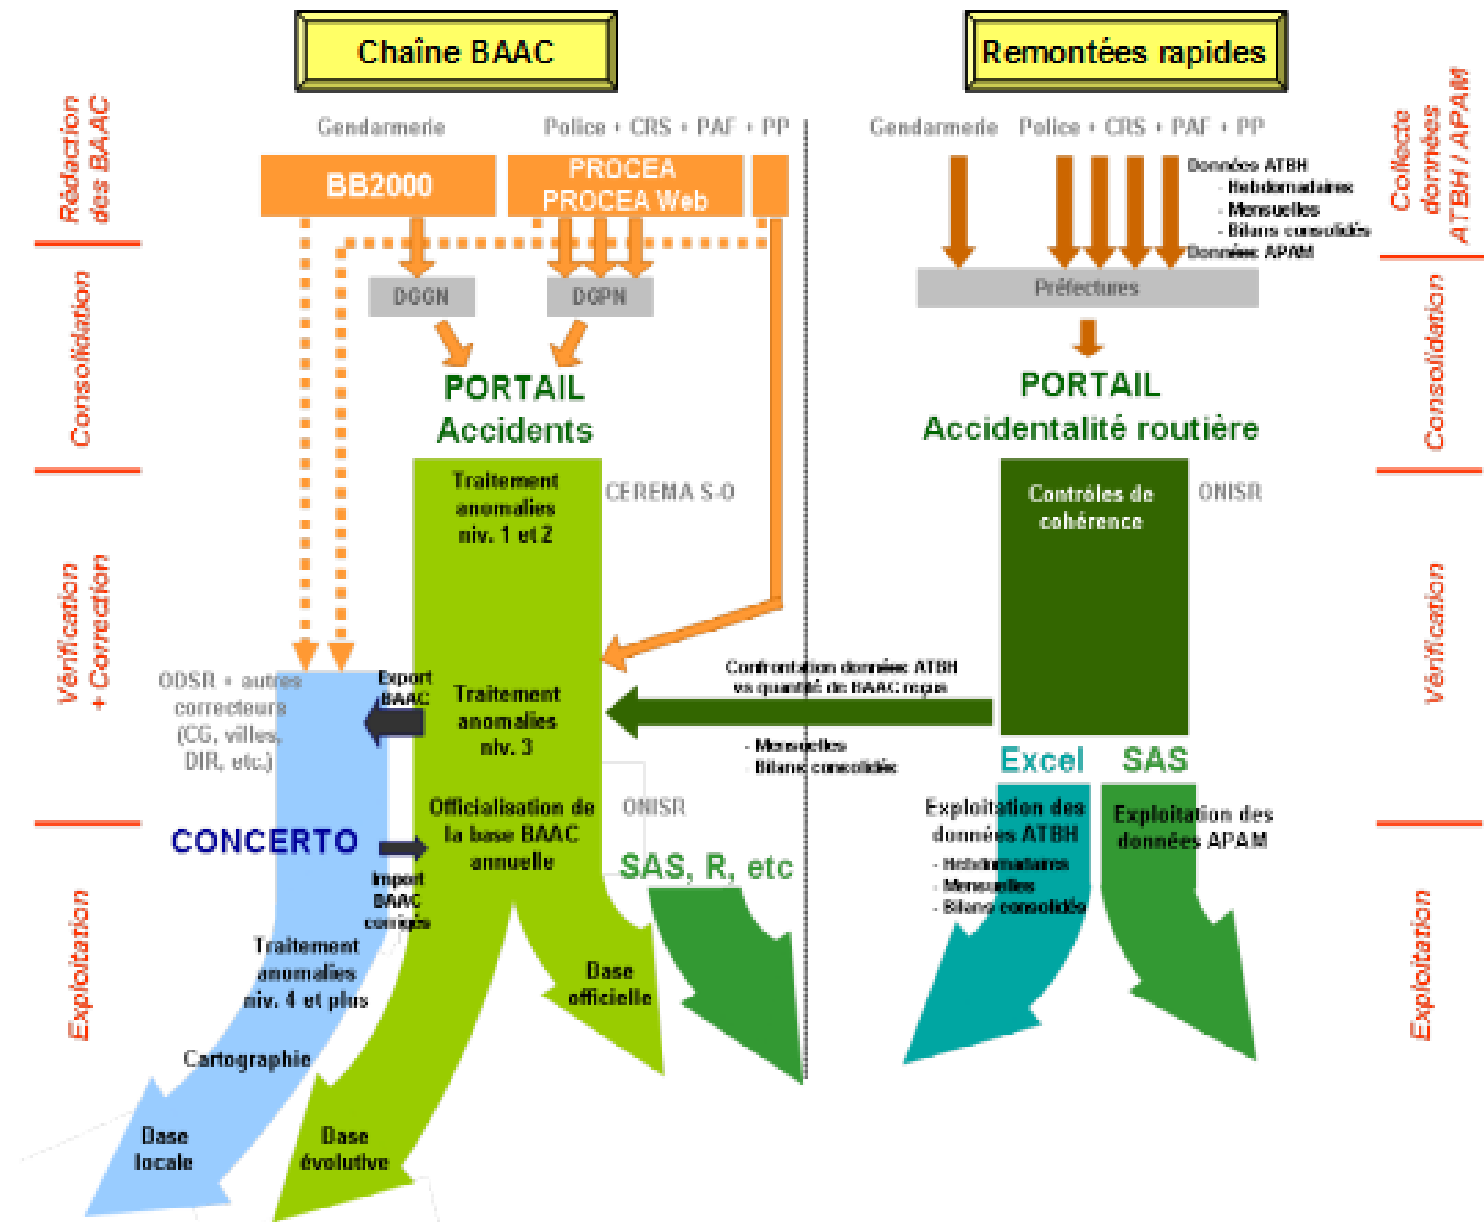 Chaîne BAAC
Remontées rapides
Rédaction
des BAAC
Consolidation
Vérification
+ Correction
Exploitation
Gendarmerie
Police + CRS + PAF + PP
BB2000
PROCEA
PROCEA Web
DGGN
DGPN
PORTAIL
Accidents
Traitement
anomalies
niv. 1 et 2
CEREMA S-O
ODSR + autres
correcteurs
(CG, villes,
DIR, etc.)
Export
BAAC
Traitement
anomalies
niv. 3
Confrontation données ATBH
vs quantité de BAAC reçus
- Mensuelles
- Bilans consolidés
CONCERTO
Import
BAAC
corrigés
Officialisation de
la base BAAC
annuelle
ONISR
SAS, R, etc
Traitement
anomalies
niv. 4 et plus
Cartographie
Base
locale
Base
évolutive
Base
officielle
Gendarmerie
Police + CRS + PAF + PP
Données ATBH
- Hebdomadaires
- Mensuelles
- Bilans consolidés
Données APAM
Préfectures
PORTAIL
Accidentalité routière
Contrôles de
cohérence
ONISR
Excel
SAS
Exploitation des
données ATBH
- Hebdomadaires
- Mensuelles
- Bilans consolidés
Exploitation des
données APAM
Collecte
données
ATBH / APAM
Consolidation
Vérification
Exploitation